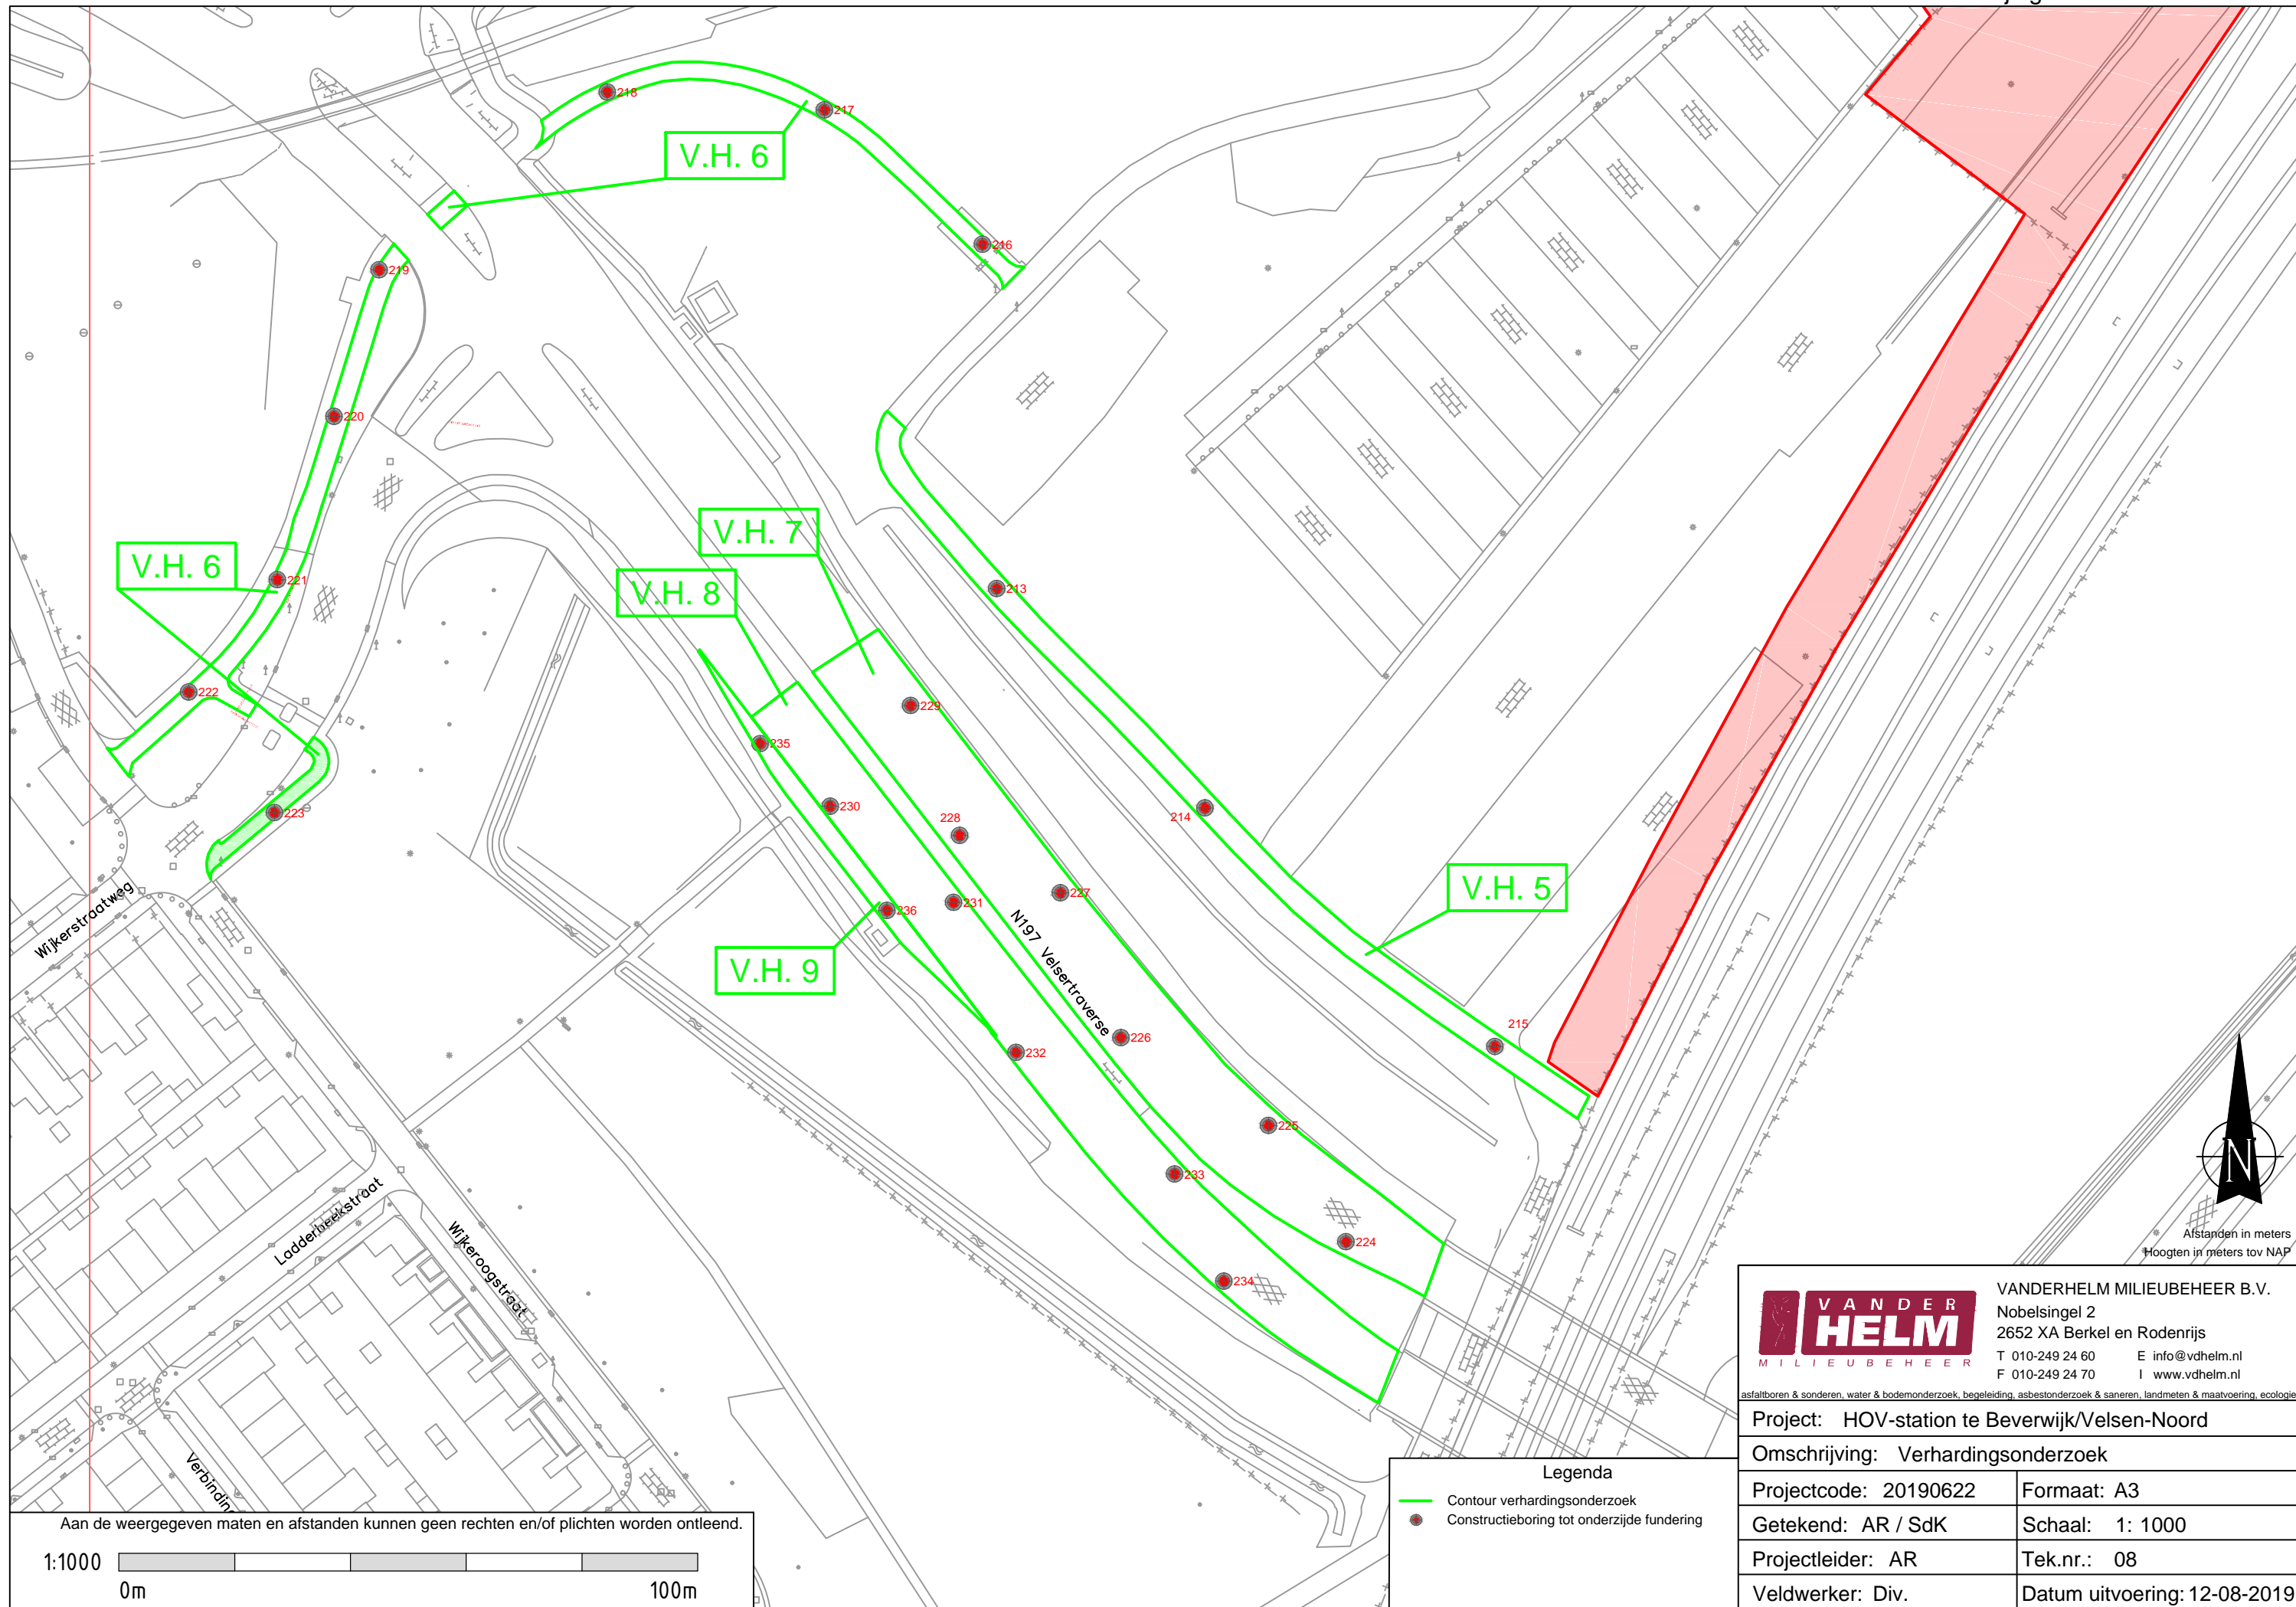 218
217
V.H. 6
216
219
220
V.H. 7
V.H. 6
V.H. 8
221
213
222
229
235
230
228
214
223
227
V.H. 5
231
236
Wijkerstraatweg
N197 Velsertraverse
V.H. 9
215
226
232
225
233
Ladderbeekstraat
Wijkeroogstraat
224
234
N
Afstanden in meters
Hoogten in meters tov NAP
VANDER
HELM
MILIEUBEHEER
VANDERHELM MILIEUBEHEER B.V.
Nobelsingel 2
2652 XA Berkel en Rodenrijs
T 010-249 24 60 E info@vdhelm.nl
F 010-249 24 70 I www.vdhelm.nl
asfaltboren & sonderen, water & bodemonderzoek, begeleiding, asbestonderzoek & saneren, landmeten & maatvoering, ecologie
Project: HOV-station te Beverwijk/Velsen-Noord
Omschrijving: Verhardingsonderzoek
Projectcode: 20190622 Formaat: A3
Getekend: AR / SdK Schaal: 1: 1000
Projectleider: AR Tek.nr.: 08
Veldwerker: Div. Datum uitvoering: 12-08-2019
Legenda
Contour verhardingsonderzoek
Constructieboring tot onderzijde fundering
Verbindin
Aan de weergegeven maten en afstanden kunnen geen rechten en/of plichten worden ontleend.
1:1000
0m 100m